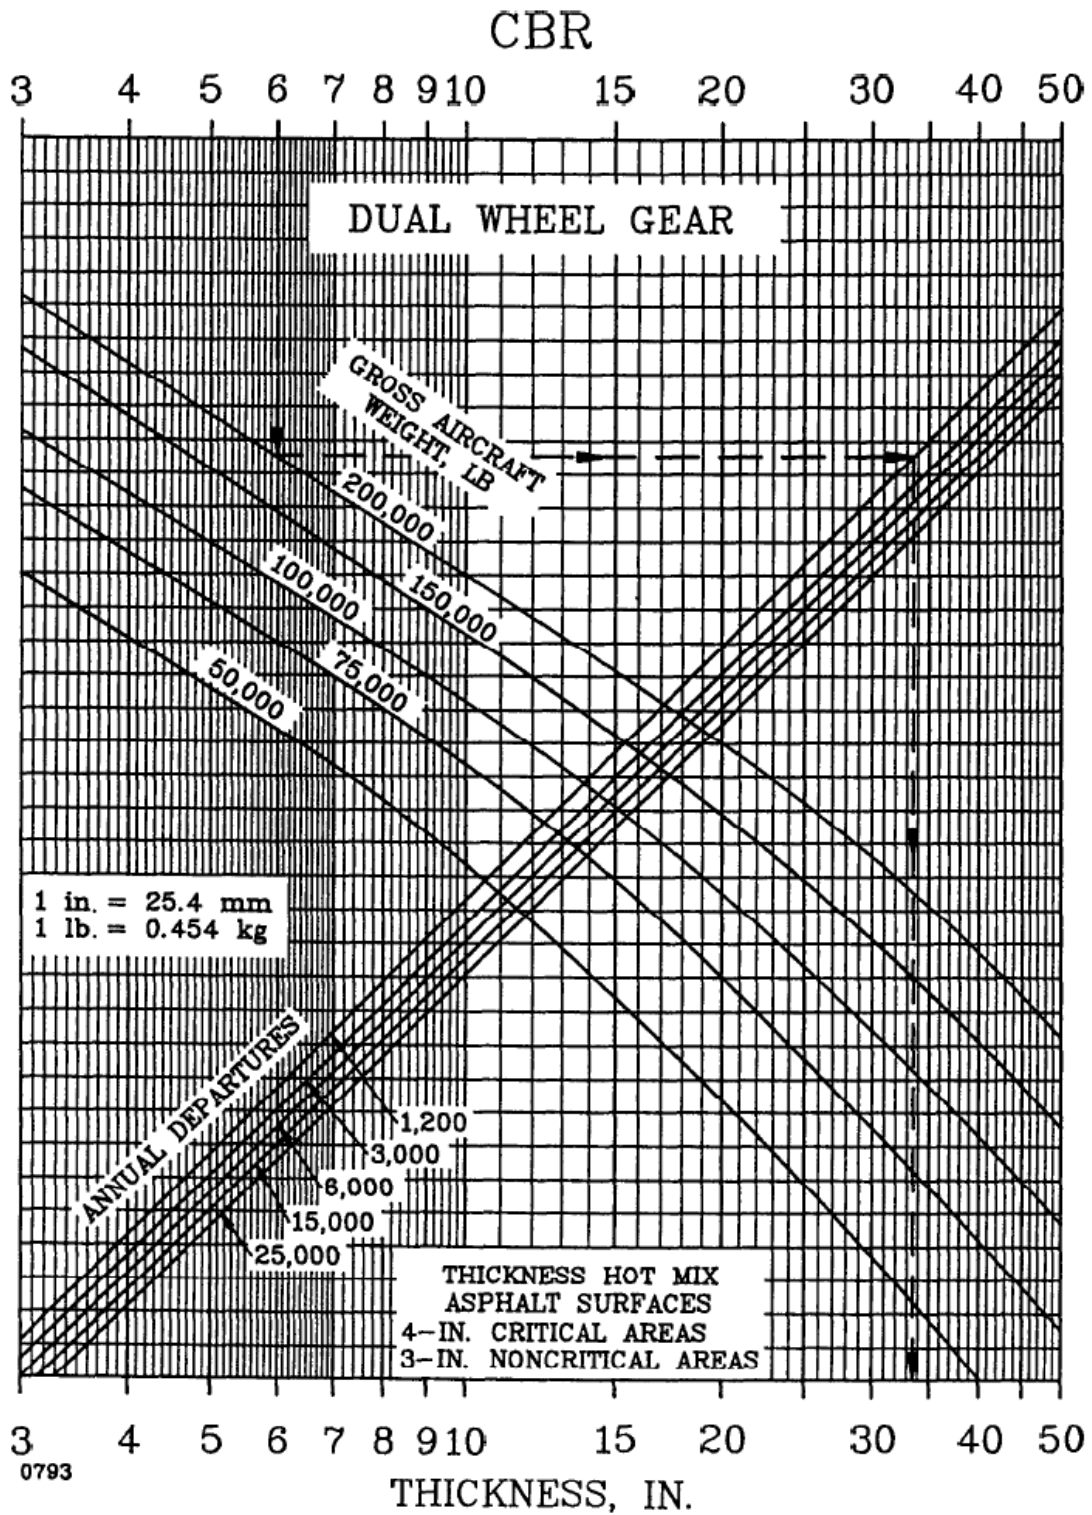 CBR
3 4 5 6 7 8 9 10 15 20 30 40 50
DUAL WHEEL GEAR
GROSS AIRCRAFT
WEIGHT, LB
200,000
150,000
100,000
75,000
50,000
1 in. = 25.4 mm
1 lb. = 0.454 kg
ANNUAL DEPARTURES
1,200
3,000
6,000
15,000
25,000
THICKNESS HOT MIX
ASPHALT SURFACES
4-IN. CRITICAL AREAS
3-IN. NONCRITICAL AREAS
3 4 5 6 7 8 9 10 15 20 30 40 50
0793
THICKNESS, IN.